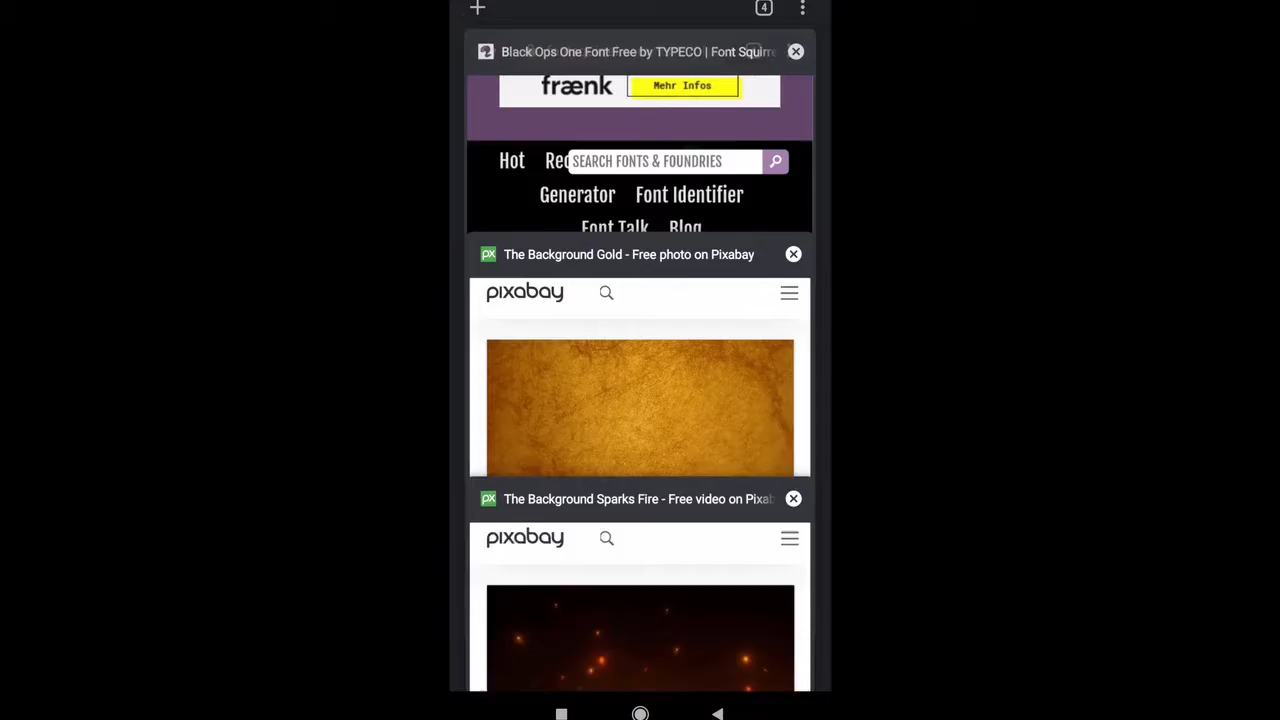 4
Black Ops One Font Free by TYPECO | Font Squirre
frænk
Mehr Infos
Hot
SEARCH FONTS & FOUNDRIES
Generator Font Identifier
Font Talk Blog
The Background Gold - Free photo on Pixabay
pixabay
The Background Sparks Fire - Free video on Pixab
pixabay